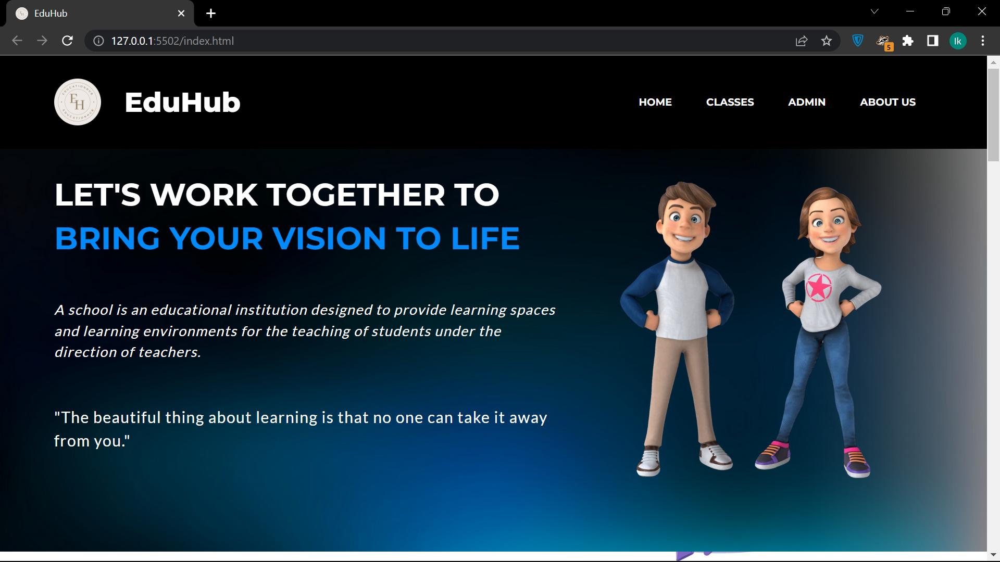 EduHub
127.0.0.1:5502/index.html
5
Ik
EDUCATIONHUB
EH
EDUCATIONHUB
EduHub
HOME
CLASSES
ADMIN
ABOUT US
LET'S WORK TOGETHER TO
BRING YOUR VISION TO LIFE
A school is an educational institution designed to provide learning spaces
and learning environments for the teaching of students under the
direction of teachers.
"The beautiful thing about learning is that no one can take it away
from you."